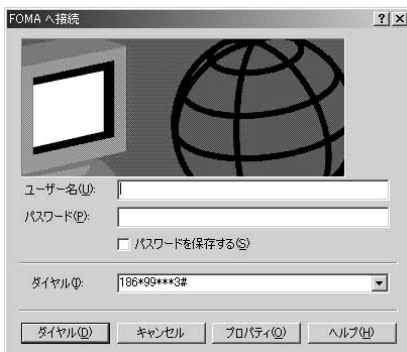 FOMA へ接続
ユーザー名(U):
パスワード(P):
パスワードを保存する(S)
ダイヤル(I): 186*99***3#
ダイヤル(D) キャンセル プロパティ(O) ヘルプ(H)